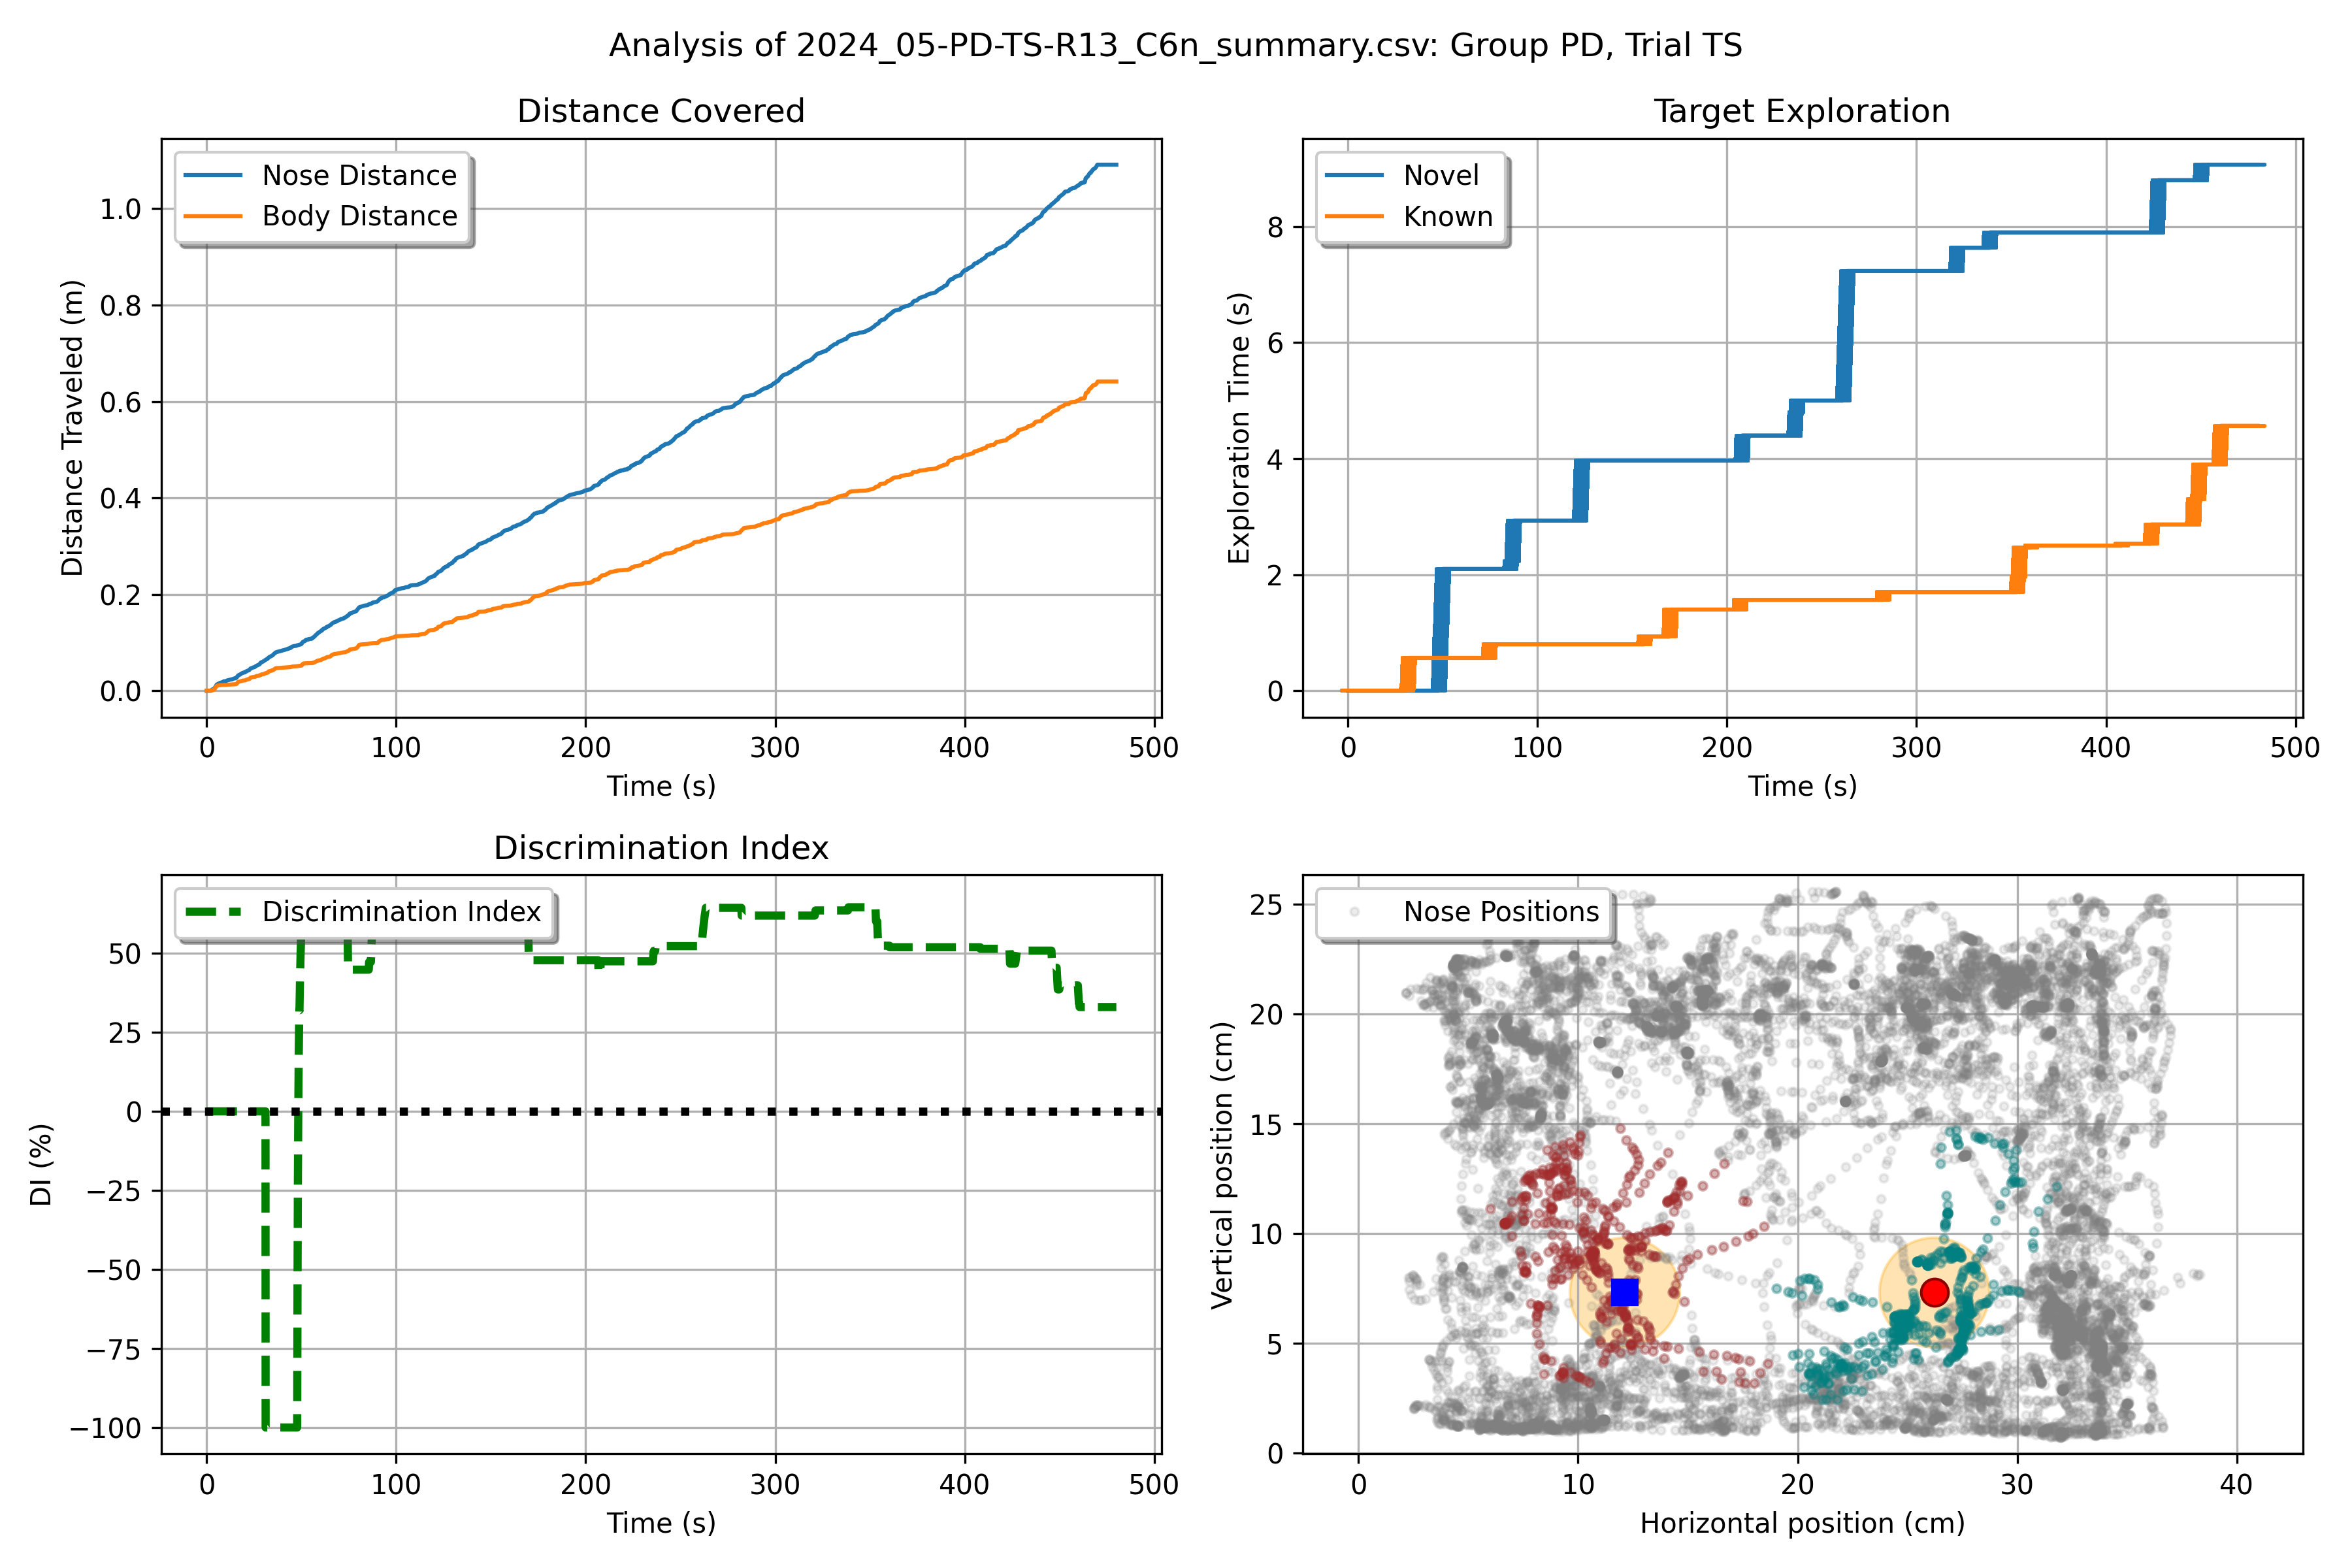 Analysis of 2024_05-PD-TS-R13_C6n_summary.csv: Group PD, Trial TS
Distance Covered
Nose Distance
Body Distance
Distance Traveled (m)
1.0
0.8
0.6
0.4
0.2
0.0
0 100 200 300 400 500
Time (s)
Target Exploration
Novel
Known
Exploration Time (s)
8
6
4
2
0
0 100 200 300 400 500
Time (s)
Discrimination Index
Discrimination Index
DI (%)
50
25
0
−25
−50
−75
−100
0 100 200 300 400 500
Time (s)
Nose Positions
Vertical position (cm)
25
20
15
10
5
0
0 10 20 30 40
Horizontal position (cm)